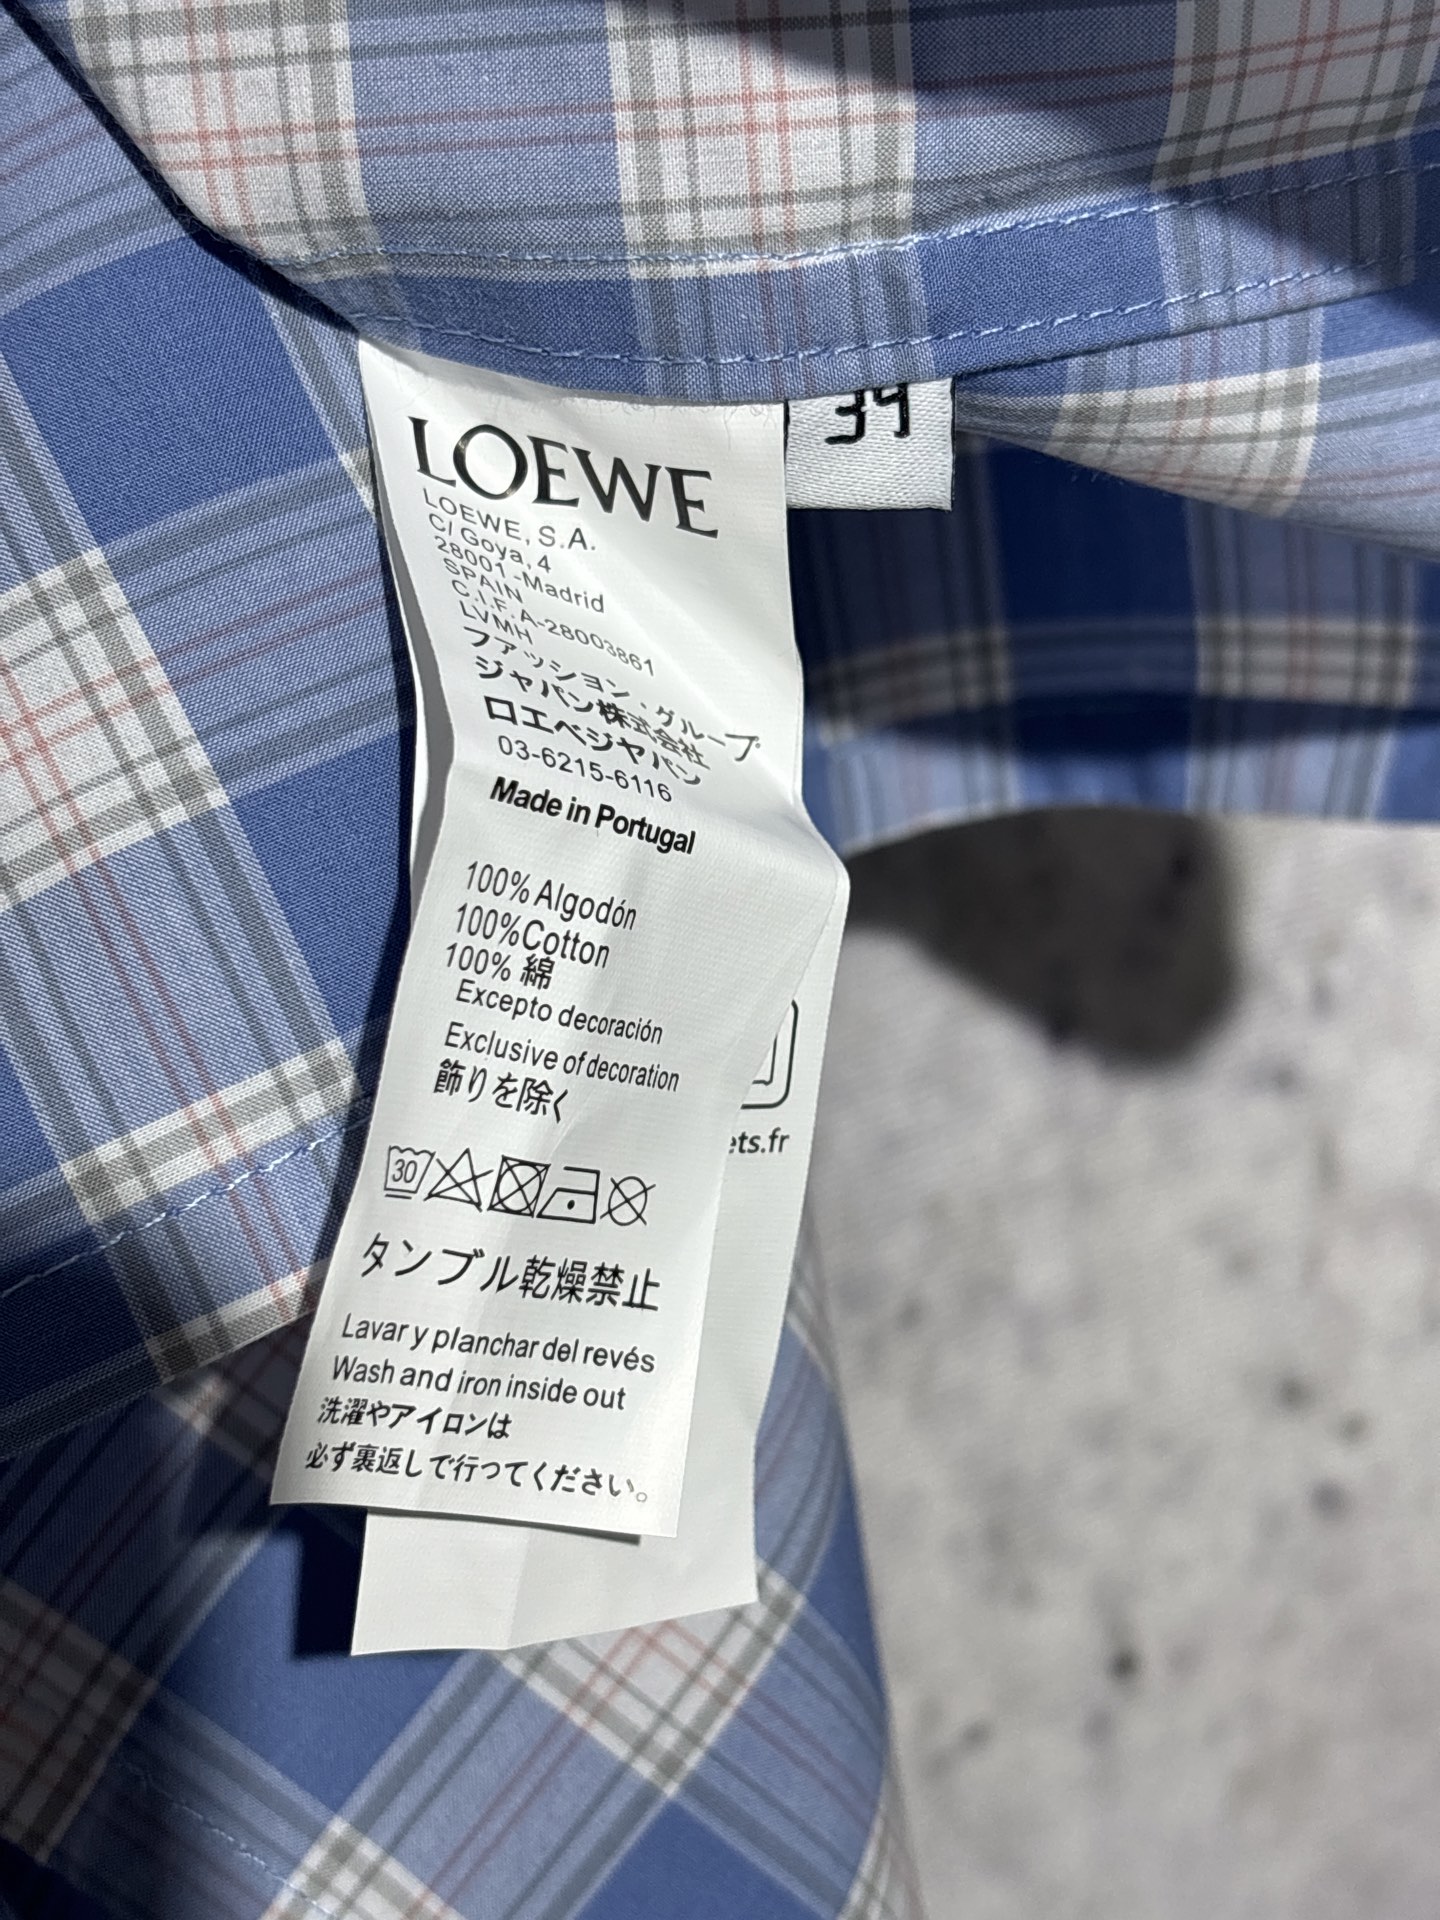 LOEWE
39
LOEWE, S.A.
C/ Goya, 4
28001 -Madrid
SPAIN
C.I.F.A-28003861
LVMH
ファッション・グループ
ジャパン株式会社
ロエベジャパン
03-6215-6116
Made in Portugal
100% Algodón
100%Cotton
100% 綿
Excepto decoración
Exclusive of decoration
飾りを除く
ets.fr
30
タンブル乾燥禁止
Lavar y planchar del revés
Wash and iron inside out
洗濯やアイロンは
必ず裏返しで行ってください。